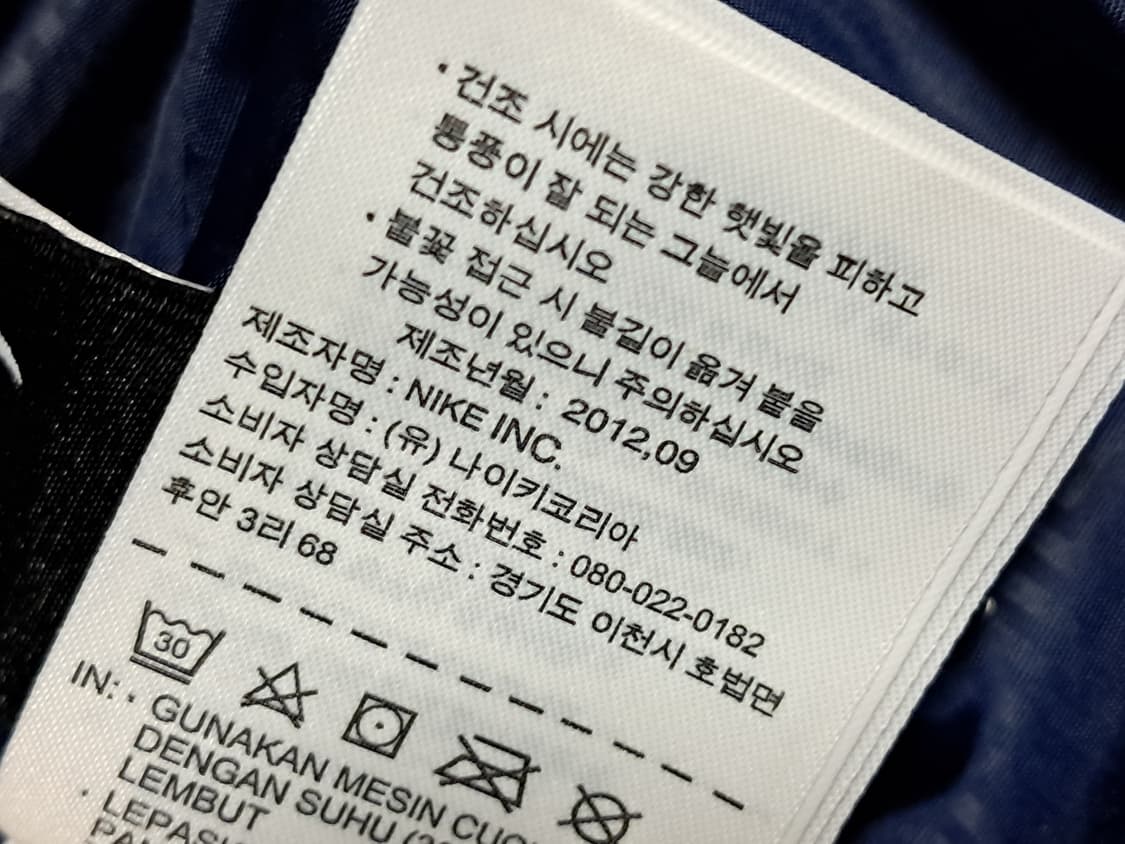 · 건조 시에는 강한 햇빛을 피하고
통풍이 잘 되는 그늘에서
건조하십시오
· 불꽃 접근 시 불길이 옮겨 붙을
가능성이 있으니 주의하십시오
제조년월 : 2012,09
제조자명 : NIKE INC.
수입자명 : (유) 나이키코리아
소비자 상담실 전화번호 : 080-022-0182
소비자 상담실 주소 : 경기도 이천시 호법면
후안 3리 68
30
IN: · GUNAKAN MESIN
DENGAN SUHU
LEMBUT